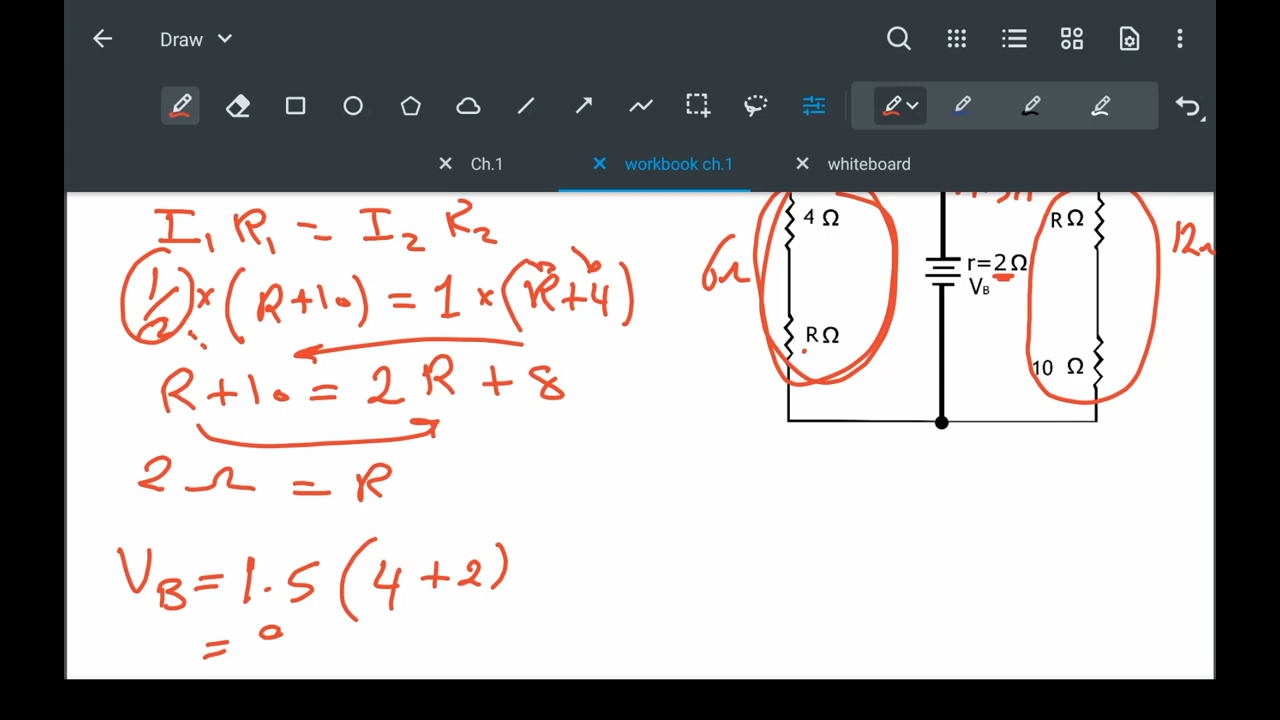 Draw
Ch.1
workbook ch.1
whiteboard
I₁ R₁ = I₂ R₂
1/2 × (R+10) = 1 × (R+4)
R+10 = 2R + 8
2 Ω = R
V_B = 1.5 (4+2)
=
4 Ω
6Ω
R Ω
r=2Ω
V_B
R Ω
12Ω
10 Ω